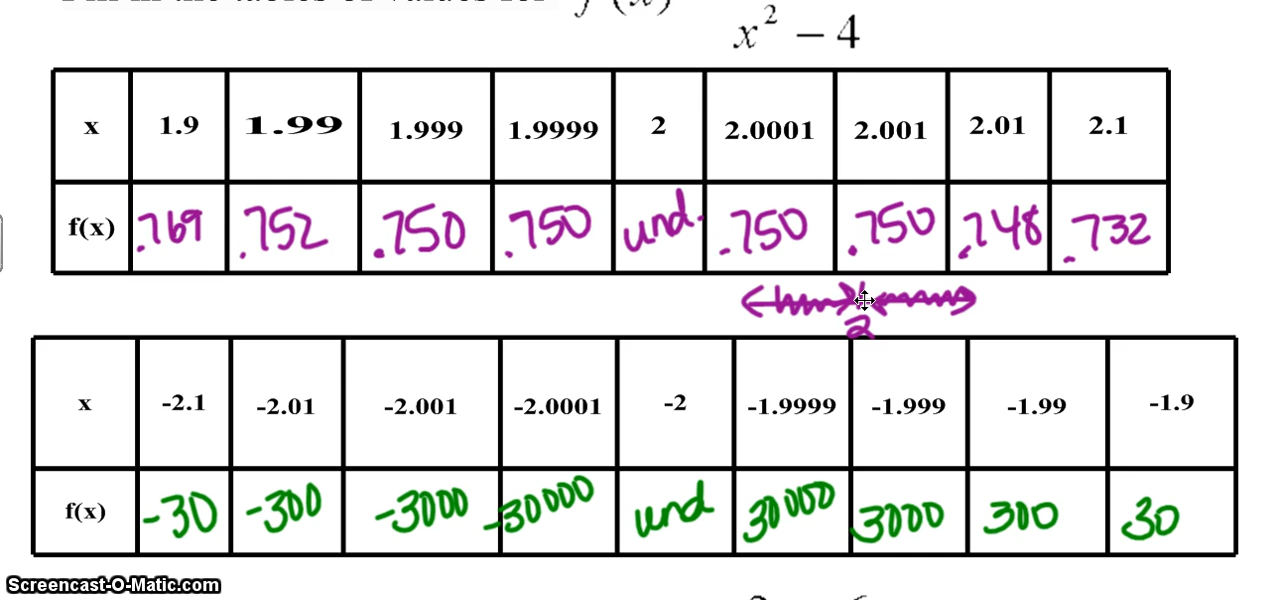 x² − 4
x 1.9 1.99 1.999 1.9999 2 2.0001 2.001 2.01 2.1
f(x) .769 .752 .750 .750 und. .750 .750 .748 .732
2
x -2.1 -2.01 -2.001 -2.0001 -2 -1.9999 -1.999 -1.99 -1.9
f(x) -30 -300 -3000 -30000 und 30000 3000 300 30
Screencast-O-Matic.com